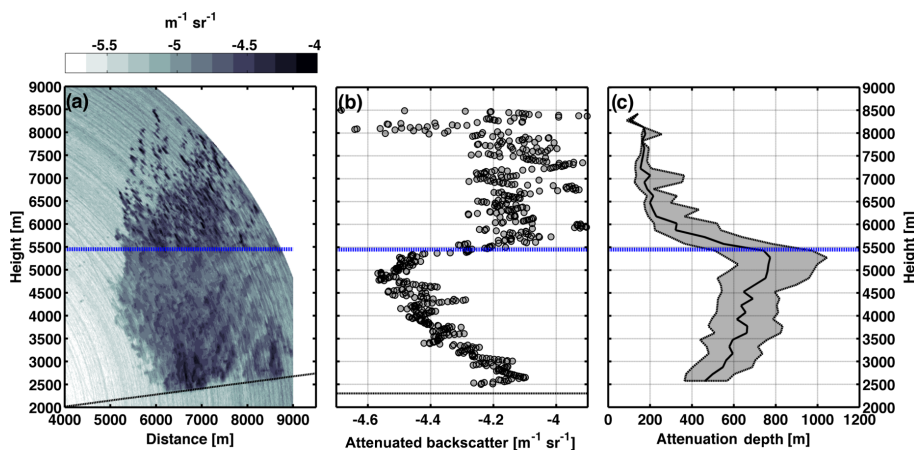 m-1 sr-1
-5.5 -5 -4.5 -4
9000 (a) (b) (c) 9000
8500 8500
8000 8000
7500 7500
7000 7000
6500 6500
6000 6000
5500 5500
5000 5000
4500 4500
4000 4000
3500 3500
3000 3000
2500 2500
2000 2000
Height [m] Height [m]
4000 5000 6000 7000 8000 9000 -4.6 -4.4 -4.2 -4 0 200 400 600 800 1000 1200
Distance [m] Attenuated backscatter [m-1 sr-1] Attenuation depth [m]